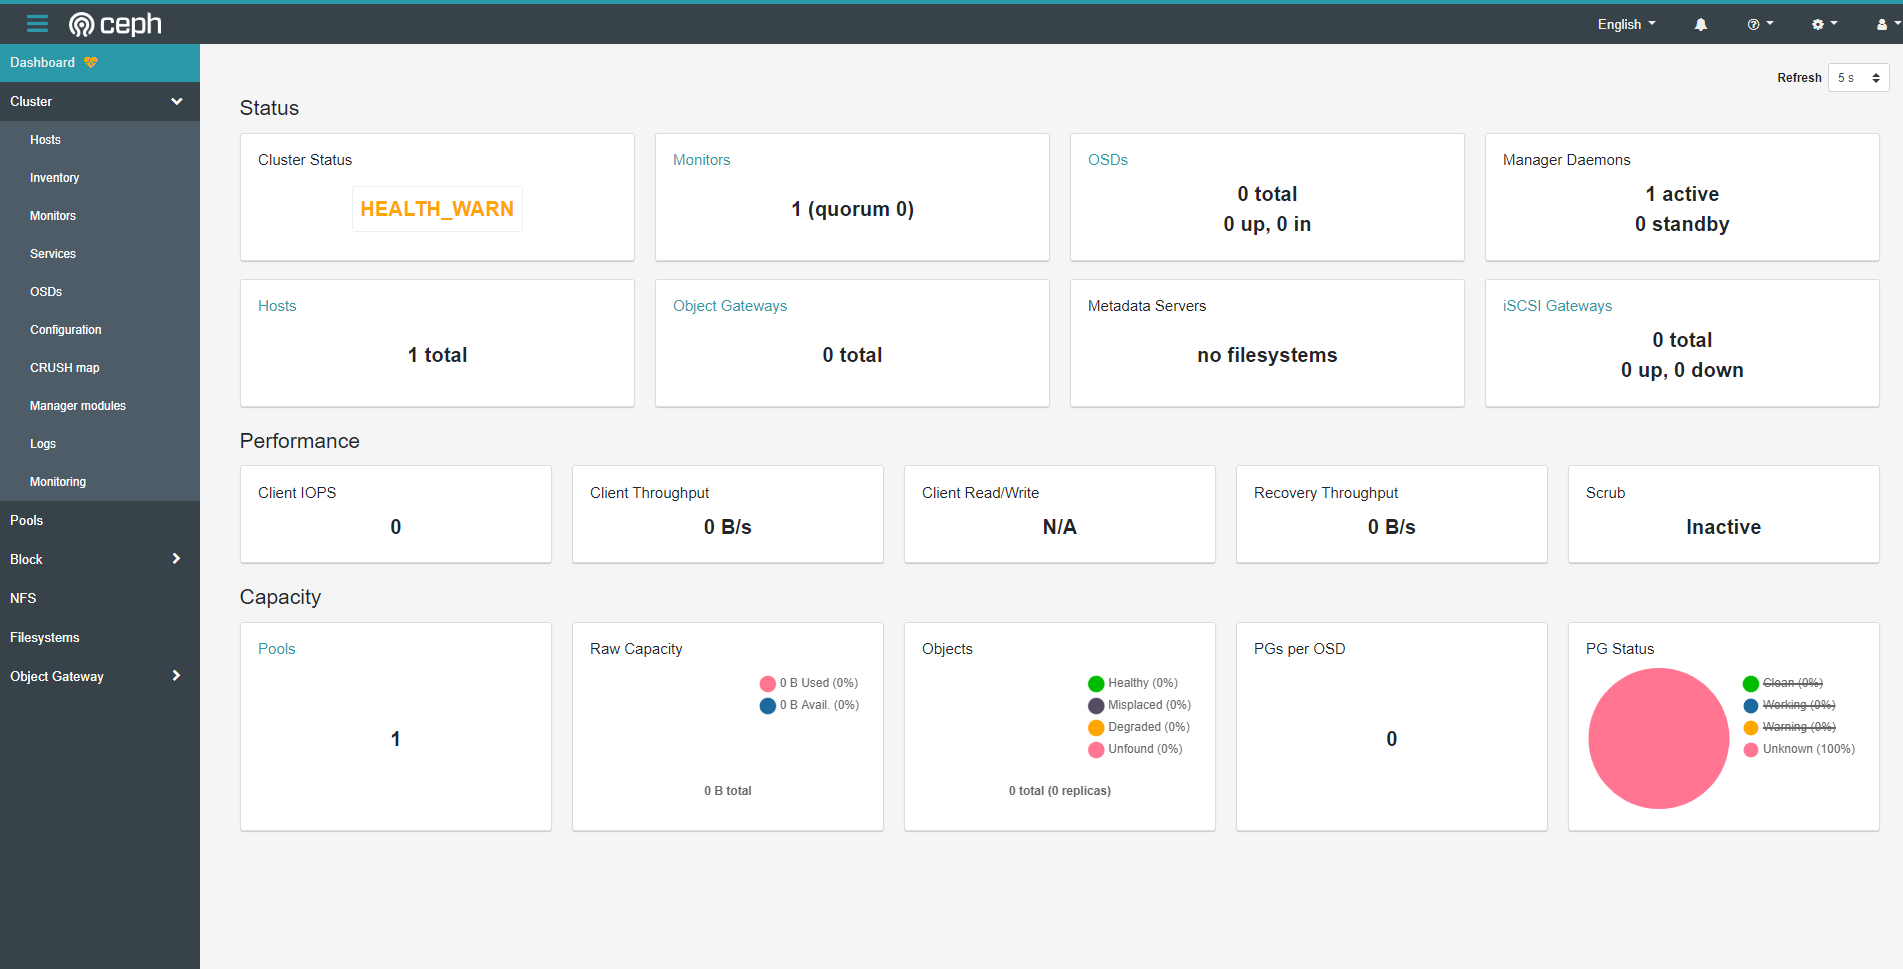 ceph
English
Dashboard
Cluster
Hosts
Inventory
Monitors
Services
OSDs
Configuration
CRUSH map
Manager modules
Logs
Monitoring
Pools
Block
NFS
Filesystems
Object Gateway
Refresh 5 s
Status
Cluster Status
HEALTH_WARN
Monitors
1 (quorum 0)
OSDs
0 total
0 up, 0 in
Manager Daemons
1 active
0 standby
Hosts
1 total
Object Gateways
0 total
Metadata Servers
no filesystems
iSCSI Gateways
0 total
0 up, 0 down
Performance
Client IOPS
0
Client Throughput
0 B/s
Client Read/Write
N/A
Recovery Throughput
0 B/s
Scrub
Inactive
Capacity
Pools
1
Raw Capacity
0 B Used (0%)
0 B Avail. (0%)
0 B total
Objects
Healthy (0%)
Misplaced (0%)
Degraded (0%)
Unfound (0%)
0 total (0 replicas)
PGs per OSD
0
PG Status
Clean (0%)
Working (0%)
Warning (0%)
Unknown (100%)